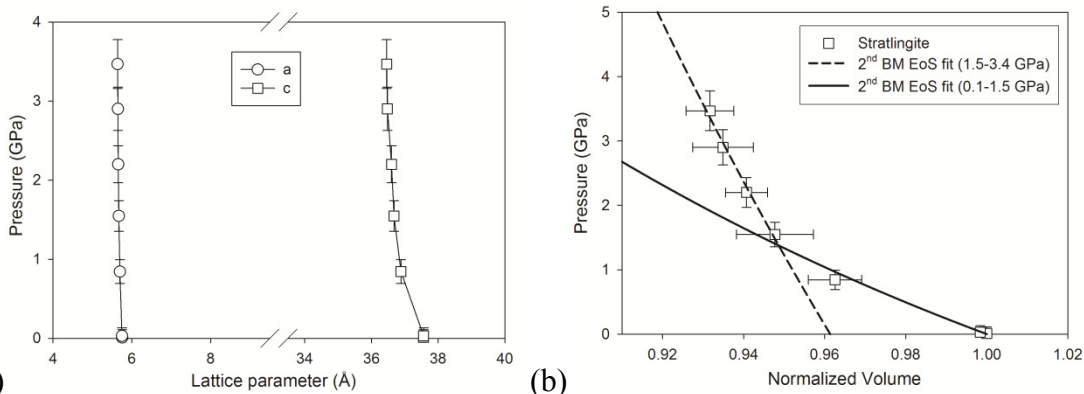 4
3
2
1
0
Pressure (GPa)
a
c
4 6 8 34 36 38 40
Lattice parameter (Å)
)
(b)
5
4
3
2
1
0
Pressure (GPa)
Stratlingite
2nd BM EoS fit (1.5-3.4 GPa)
2nd BM EoS fit (0.1-1.5 GPa)
0.92 0.94 0.96 0.98 1.00 1.02
Normalized Volume